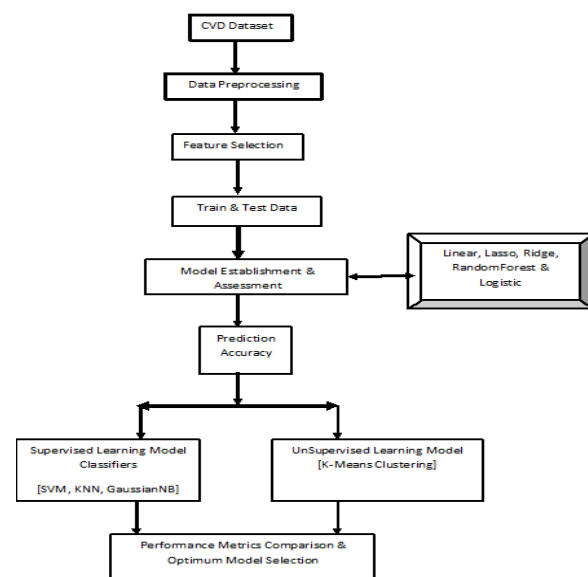 CVD Dataset
Data Preprocessing
Feature Selection
Train & Test Data
Model Establishment &
Assessment
Linear, Lasso, Ridge,
RandomForest &
Logistic
Prediction
Accuracy
Supervised Learning Model
Classifiers
[SVM, KNN, GaussianNB]
UnSupervised Learning Model
[K-Means Clustering]
Performance Metrics Comparison &
Optimum Model Selection